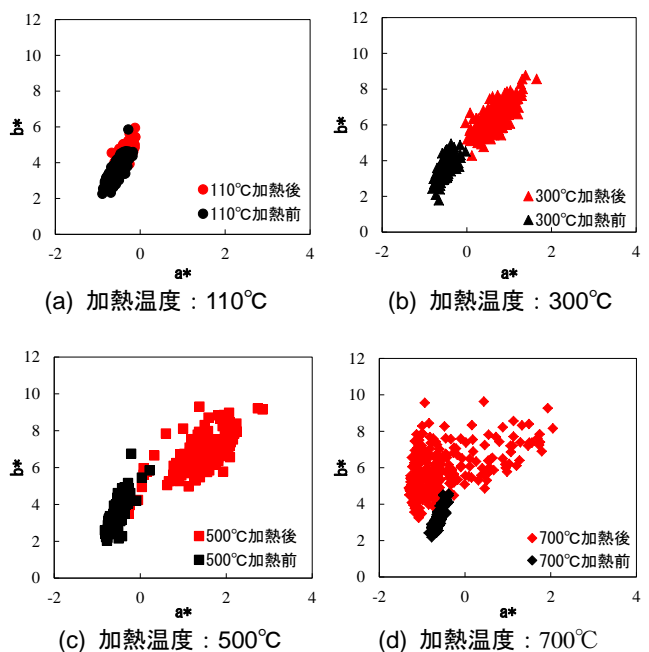 12
10
8
6
4
2
0
b*
110℃加熱後
110℃加熱前
-2 0 2 4
a*
(a) 加熱温度：110℃
12
10
8
6
4
2
0
b*
300℃加熱後
300℃加熱前
-2 0 2 4
a*
(b) 加熱温度：300℃
12
10
8
6
4
2
0
b*
500℃加熱後
500℃加熱前
-2 0 2 4
a*
(c) 加熱温度：500℃
12
10
8
6
4
2
0
b*
700℃加熱後
700℃加熱前
-2 0 2 4
a*
(d) 加熱温度：700℃